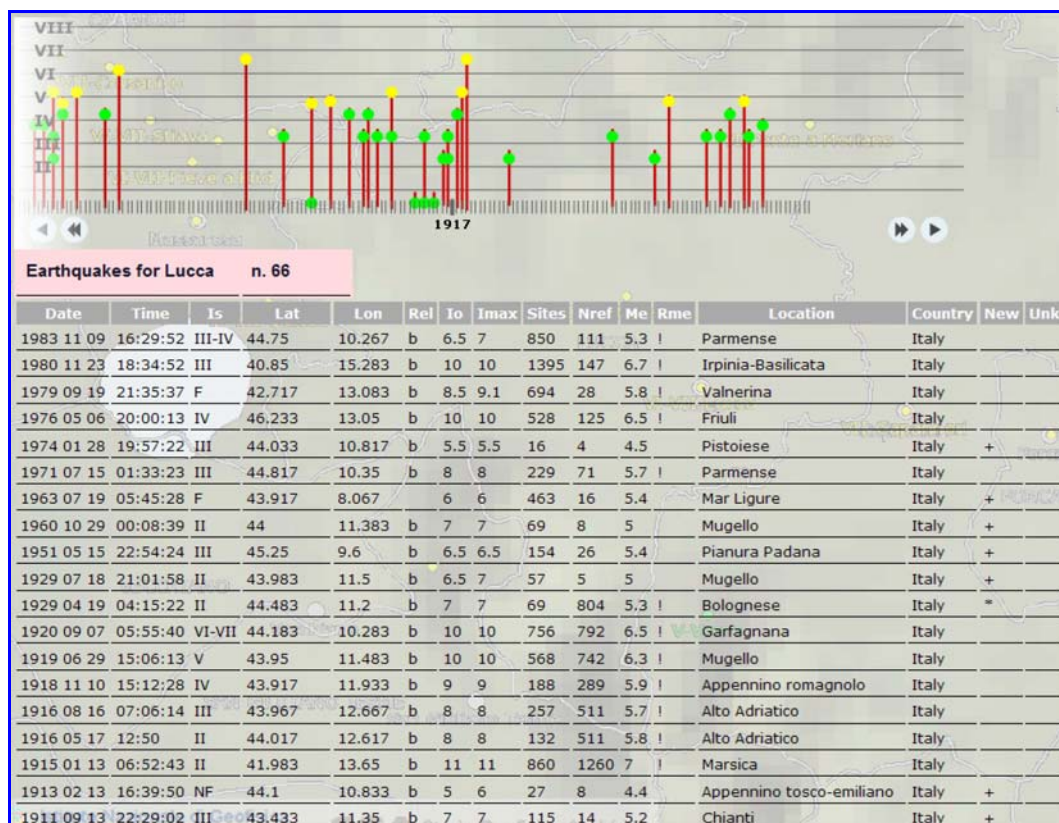 VIII
VII
VI
V
IV
III
II
1917
Earthquakes for Lucca n. 66
Date Time Is Lat Lon Rel Io Imax Sites Nref Me Rme Location Country New Unk
1983 11 09 16:29:52 III-IV 44.75 10.267 b 6.5 7 850 111 5.3 ! Parmense Italy
1980 11 23 18:34:52 III 40.85 15.283 b 10 10 1395 147 6.7 ! Irpinia-Basilicata Italy
1979 09 19 21:35:37 F 42.717 13.083 b 8.5 9.1 694 28 5.8 ! Valnerina Italy
1976 05 06 20:00:13 IV 46.233 13.05 b 10 10 528 125 6.5 ! Friuli Italy
1974 01 28 19:57:22 III 44.033 10.817 b 5.5 5.5 16 4 4.5 Pistoiese Italy +
1971 07 15 01:33:23 III 44.817 10.35 b 8 8 229 71 5.7 ! Parmense Italy
1963 07 19 05:45:28 F 43.917 8.067 6 6 463 16 5.4 Mar Ligure Italy +
1960 10 29 00:08:39 II 44 11.383 b 7 7 69 8 5 Mugello Italy +
1951 05 15 22:54:24 III 45.25 9.6 b 6.5 6.5 154 26 5.4 Pianura Padana Italy +
1929 07 18 21:01:58 II 43.983 11.5 b 6.5 7 57 5 5 Mugello Italy +
1929 04 19 04:15:22 II 44.483 11.2 b 7 7 69 804 5.3 ! Bolognese Italy *
1920 09 07 05:55:40 VI-VII 44.183 10.283 b 10 10 756 792 6.5 ! Garfagnana Italy
1919 06 29 15:06:13 V 43.95 11.483 b 10 10 568 742 6.3 ! Mugello Italy
1918 11 10 15:12:28 IV 43.917 11.933 b 9 9 188 289 5.9 ! Appennino romagnolo Italy
1916 08 16 07:06:14 III 43.967 12.667 b 8 8 257 511 5.7 ! Alto Adriatico Italy
1916 05 17 12:50 II 44.017 12.617 b 8 8 132 511 5.8 ! Alto Adriatico Italy
1915 01 13 06:52:43 II 41.983 13.65 b 11 11 860 1260 7 ! Marsica Italy
1913 02 13 16:39:50 NF 44.1 10.833 b 5 6 27 8 4.4 Appennino tosco-emiliano Italy +
1911 09 13 22:29:02 III 43.433 11.35 b 7 7 115 14 5.2 Chianti Italy +